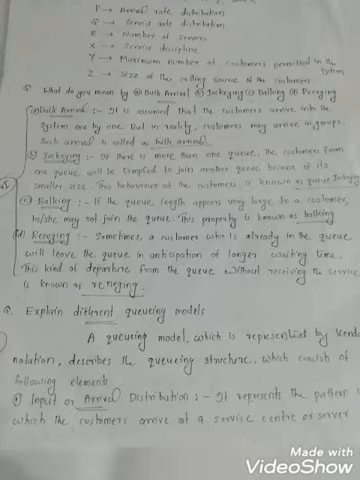 P → Arrival rate distribution
Q → Service rate distribution
R → Number of servers
X → Service discipline
Y → Maximum number of customers permitted in the system
Z → Size of the calling source of the customers
Q. What do you mean by (a) Bulk Arrival (b) Jockeying (c) Balking (d) Reneging
(a) Bulk Arrival :- It is assumed that the customers arrive into the
system one by one. But in reality, customers may arrive in groups.
Such arrival is called as bulk arrival
(b) Jockeying :- If there is more than one queue, the customers from
one queue will be tempted to join another queue because of its
smaller size. This behaviour of the customers is known as queue Jockeying
(c) Balking :- If the queue length appears very large to a customer,
he/she may not join the queue. This property is known as balking
(d) Reneging :- Sometimes, a customer who is already in the queue
will leave the queue in anticipation of longer waiting time.
This kind of departure from the queue without receiving the service
is known as reneging.
Q. Explain different queueing models
A queueing model, which is represented by Kend
notation, describes the queueing structure, which consist of
following elements
Input or Arrival Distribution :- It represents the pattern
which the customers arrive at a service centre or server
Made with
VideoShow